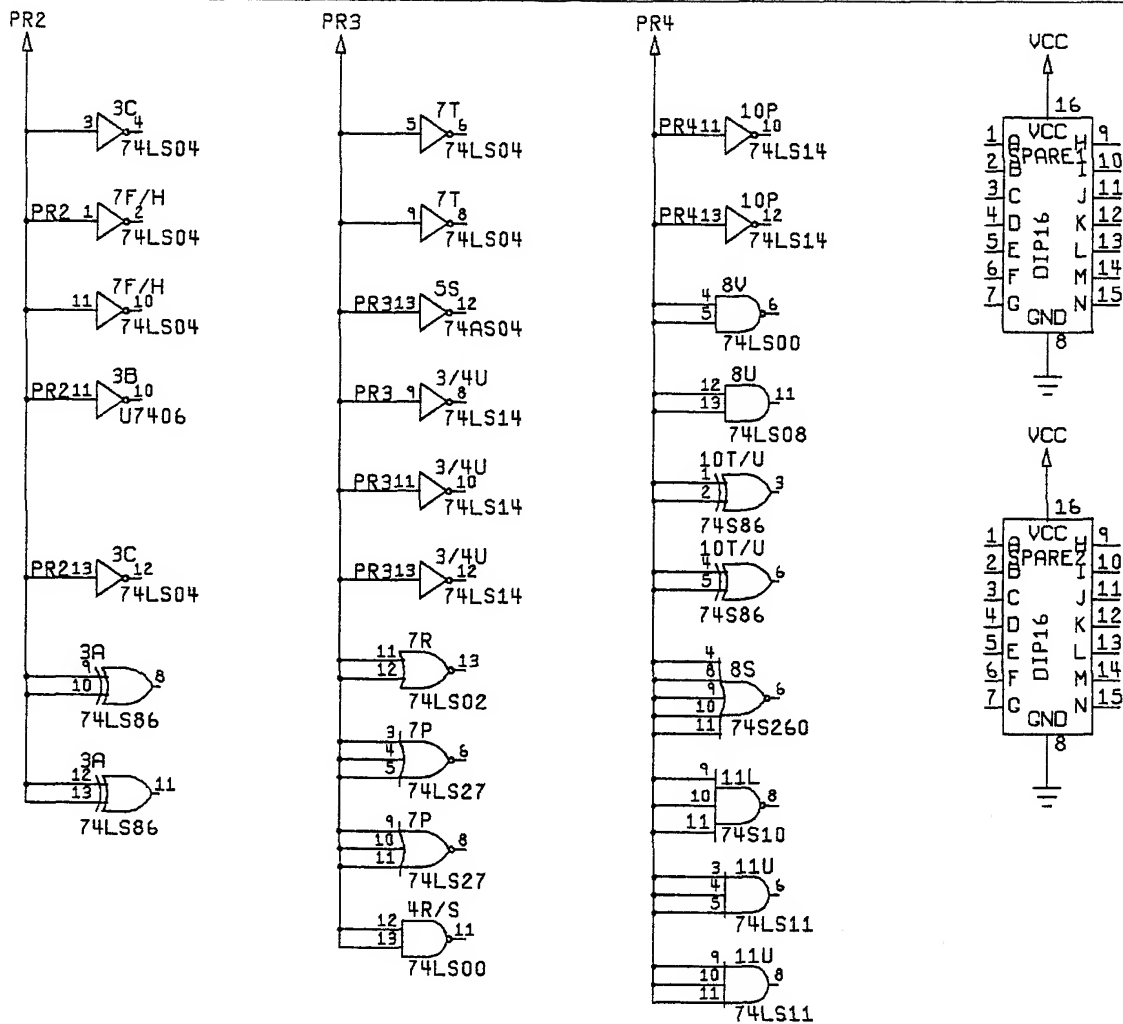 PR2
3C
3 4
74LS04
7F/H
PR2 1 2
74LS04
7F/H
11 10
74LS04
3B
PR2 11 10
U7406
3C
PR2 13 12
74LS04
3A
9
10
8
74LS86
3A
12
13
11
74LS86
PR3
7T
5 6
74LS04
7T
9 8
74LS04
5S
PR3 13 12
74AS04
3/4U
PR3 9 8
74LS14
3/4U
PR3 11 10
74LS14
3/4U
PR3 13 12
74LS14
7R
11
12
13
74LS02
7P
3
4
5
6
74LS27
7P
9
10
11
8
74LS27
4R/S
12
13
11
74LS00
PR4
10P
PR4 11 10
74LS14
10P
PR4 13 12
74LS14
8V
4
5
6
74LS00
8U
12
13
11
74LS08
10T/U
1
2
3
74S86
10T/U
4
5
6
74S86
8S
4
8
9
10
11
6
74S260
11L
9
10
11
8
74S10
11U
3
4
5
6
74LS11
11U
9
10
11
8
74LS11
VCC
16
VCC
SPARE1
DIP16
1 A H 9
2 B I 10
3 C J 11
4 D K 12
5 E L 13
6 F M 14
7 G N 15
GND
8
VCC
16
VCC
SPARE2
DIP16
1 A H 9
2 B I 10
3 C J 11
4 D K 12
5 E L 13
6 F M 14
7 G N 15
GND
8